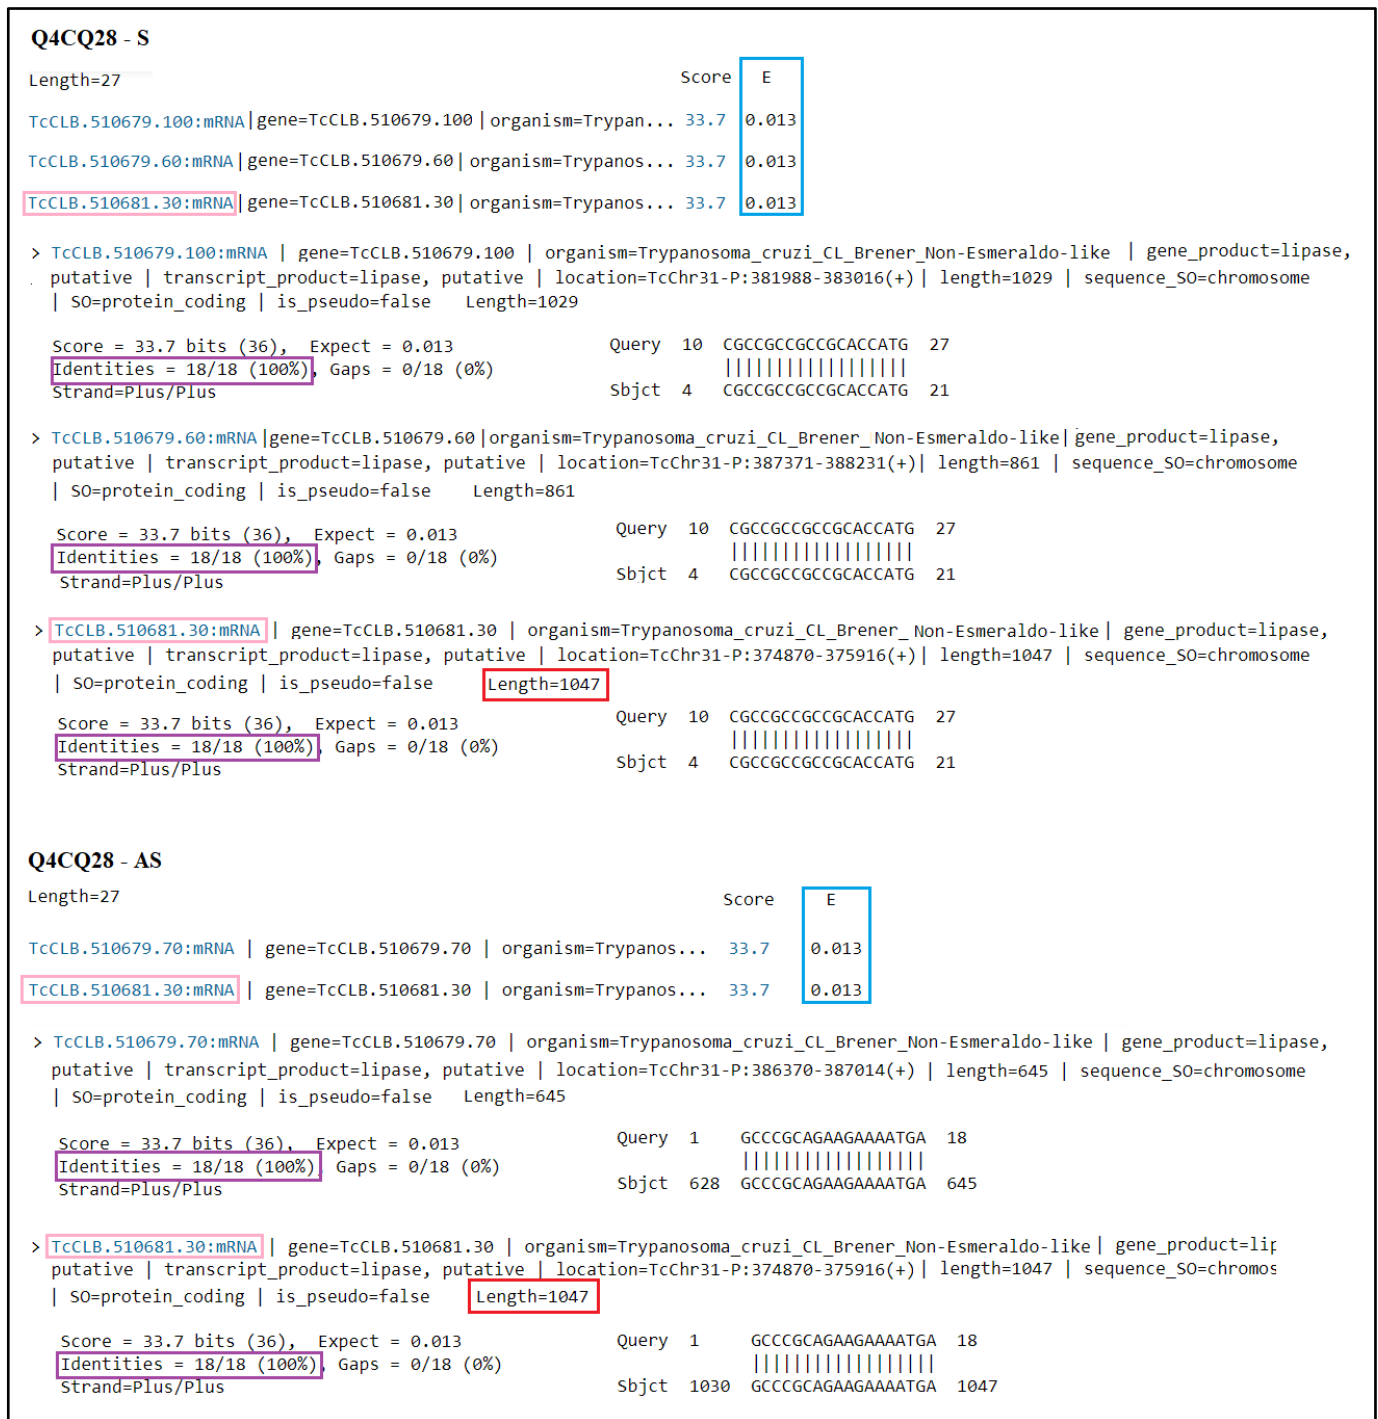 Q4CQ28 - S
Length=27 Score E
TcCLB.510679.100:mRNA|gene=TcCLB.510679.100 | organism=Trypan... 33.7 0.013
TcCLB.510679.60:mRNA|gene=TcCLB.510679.60| organism=Trypanos... 33.7 0.013
TcCLB.510681.30:mRNA|gene=TcCLB.510681.30| organism=Trypanos... 33.7 0.013
> TcCLB.510679.100:mRNA | gene=TcCLB.510679.100 | organism=Trypanosoma_cruzi_CL_Brener_Non-Esmeraldo-like | gene_product=lipase,
putative | transcript_product=lipase, putative | location=TcChr31-P:381988-383016(+)| length=1029 | sequence_SO=chromosome
| SO=protein_coding | is_pseudo=false Length=1029
Score = 33.7 bits (36), Expect = 0.013 Query 10 CGCCGCCGCCGCACCATG 27
Identities = 18/18 (100%), Gaps = 0/18 (0%) ||||||||||||||||||
Strand=Plus/Plus Sbjct 4 CGCCGCCGCCGCACCATG 21
> TcCLB.510679.60:mRNA|gene=TcCLB.510679.60|organism=Trypanosoma_cruzi_CL_Brener_Non-Esmeraldo-like|gene_product=lipase,
putative | transcript_product=lipase, putative | location=TcChr31-P:387371-388231(+)| length=861 | sequence_SO=chromosome
| SO=protein_coding | is_pseudo=false Length=861
Score = 33.7 bits (36), Expect = 0.013 Query 10 CGCCGCCGCCGCACCATG 27
Identities = 18/18 (100%), Gaps = 0/18 (0%) ||||||||||||||||||
Strand=Plus/Plus Sbjct 4 CGCCGCCGCCGCACCATG 21
> TcCLB.510681.30:mRNA | gene=TcCLB.510681.30 | organism=Trypanosoma_cruzi_CL_Brener_Non-Esmeraldo-like| gene_product=lipase,
putative | transcript_product=lipase, putative | location=TcChr31-P:374870-375916(+)| length=1047 | sequence_SO=chromosome
| SO=protein_coding | is_pseudo=false Length=1047
Score = 33.7 bits (36), Expect = 0.013 Query 10 CGCCGCCGCCGCACCATG 27
Identities = 18/18 (100%), Gaps = 0/18 (0%) ||||||||||||||||||
Strand=Plus/Plus Sbjct 4 CGCCGCCGCCGCACCATG 21
Q4CQ28 - AS
Length=27 Score E
TcCLB.510679.70:mRNA | gene=TcCLB.510679.70 | organism=Trypanos... 33.7 0.013
TcCLB.510681.30:mRNA | gene=TcCLB.510681.30 | organism=Trypanos... 33.7 0.013
> TcCLB.510679.70:mRNA | gene=TcCLB.510679.70 | organism=Trypanosoma_cruzi_CL_Brener_Non-Esmeraldo-like | gene_product=lipase,
putative | transcript_product=lipase, putative | location=TcChr31-P:386370-387014(+) | length=645 | sequence_SO=chromosome
| SO=protein_coding | is_pseudo=false Length=645
Score = 33.7 bits (36), Expect = 0.013 Query 1 GCCCGCAGAAGAAAATGA 18
Identities = 18/18 (100%), Gaps = 0/18 (0%) ||||||||||||||||||
Strand=Plus/Plus Sbjct 628 GCCCGCAGAAGAAAATGA 645
> TcCLB.510681.30:mRNA | gene=TcCLB.510681.30 | organism=Trypanosoma_cruzi_CL_Brener_Non-Esmeraldo-like| gene_product=lip
putative | transcript_product=lipase, putative | location=TcChr31-P:374870-375916(+)| length=1047 | sequence_SO=chromos
| SO=protein_coding | is_pseudo=false Length=1047
Score = 33.7 bits (36), Expect = 0.013 Query 1 GCCCGCAGAAGAAAATGA 18
Identities = 18/18 (100%), Gaps = 0/18 (0%) ||||||||||||||||||
Strand=Plus/Plus Sbjct 1030 GCCCGCAGAAGAAAATGA 1047